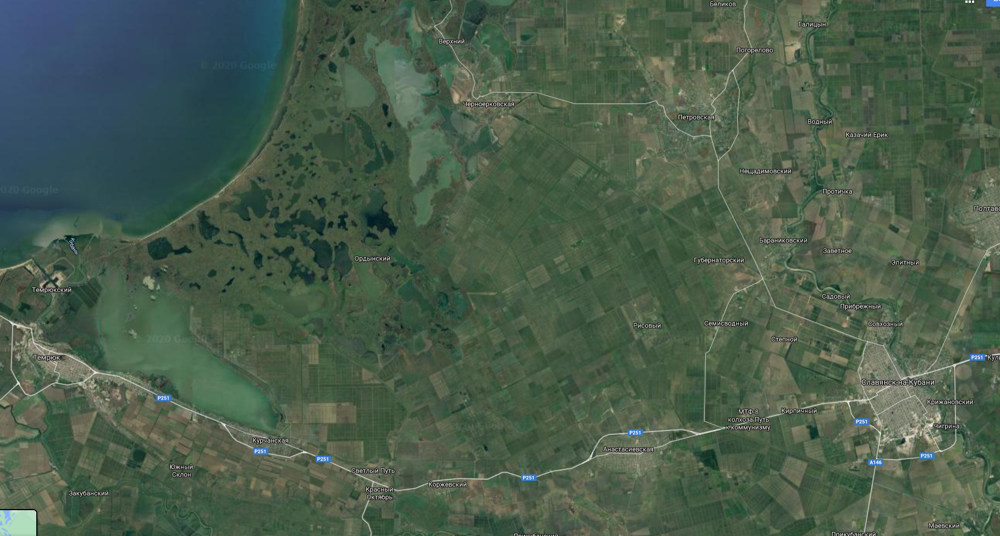 Беликов
Галицын
Верхний
Погорелово
© 2020 Google
Черноерковская
Петровская
Водный
Казачий Ерик
Нещадимовский
2020 Google
Протичка
Бараниковский
Кубань
Заветное
Ордынский
Губернаторский
Элитный
Темрюкский
Садовый
Прибрежный
Рисовый
Семисводный
Совхозный
Степной
© 2020 Google
Темрюк
P251
Славянск-на-Кубани
P251
Крижановский
МТФ-8
колхоза Путь
к коммунизму
Кирпичный
P251
Чигрина
P251
Курчанская
P251
P251
Анастасиевская
P251
A146
Южный
Склон
Светлый Путь
P251
Коржевский
Красный
Октябрь
Закубанский
Маевский
Прикубанский
Прикубанский